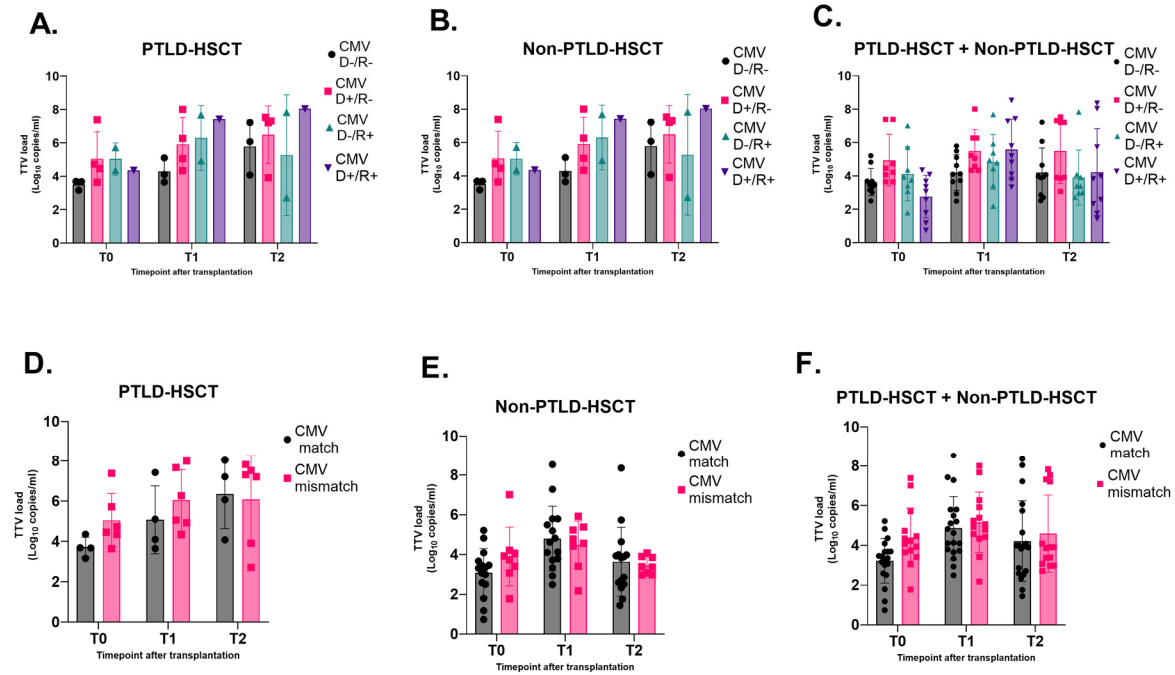 A.
PTLD-HSCT
CMV
D-/R-
CMV
D+/R-
CMV
D-/R+
CMV
D+/R+
TTV load
(Log10 copies/ml)
10
8
6
4
2
0
T0
T1
T2
Timepoint after transplantation
B.
Non-PTLD-HSCT
CMV
D-/R-
CMV
D+/R-
CMV
D-/R+
CMV
D+/R+
TTV load
(Log10 copies/ml)
10
8
6
4
2
0
T0
T1
T2
Timepoint after transplantation
C.
PTLD-HSCT + Non-PTLD-HSCT
CMV
D-/R-
CMV
D+/R-
CMV
D-/R+
CMV
D+/R+
TTV load
(Log10 copies/ml)
10
8
6
4
2
0
T0
T1
T2
Timepoint after transplantation
D.
PTLD-HSCT
CMV
match
CMV
mismatch
TTV load
(Log10 copies/ml)
10
8
6
4
2
0
T0
T1
T2
Timepoint after transplantation
E.
Non-PTLD-HSCT
CMV
match
CMV
mismatch
TTV load
(Log10 copies/ml)
10
8
6
4
2
0
T0
T1
T2
Timepoint after transplantation
F.
PTLD-HSCT + Non-PTLD-HSCT
CMV
match
CMV
mismatch
TTV load
(Log10 copies/ml)
10
8
6
4
2
0
T0
T1
T2
Timepoint after transplantation